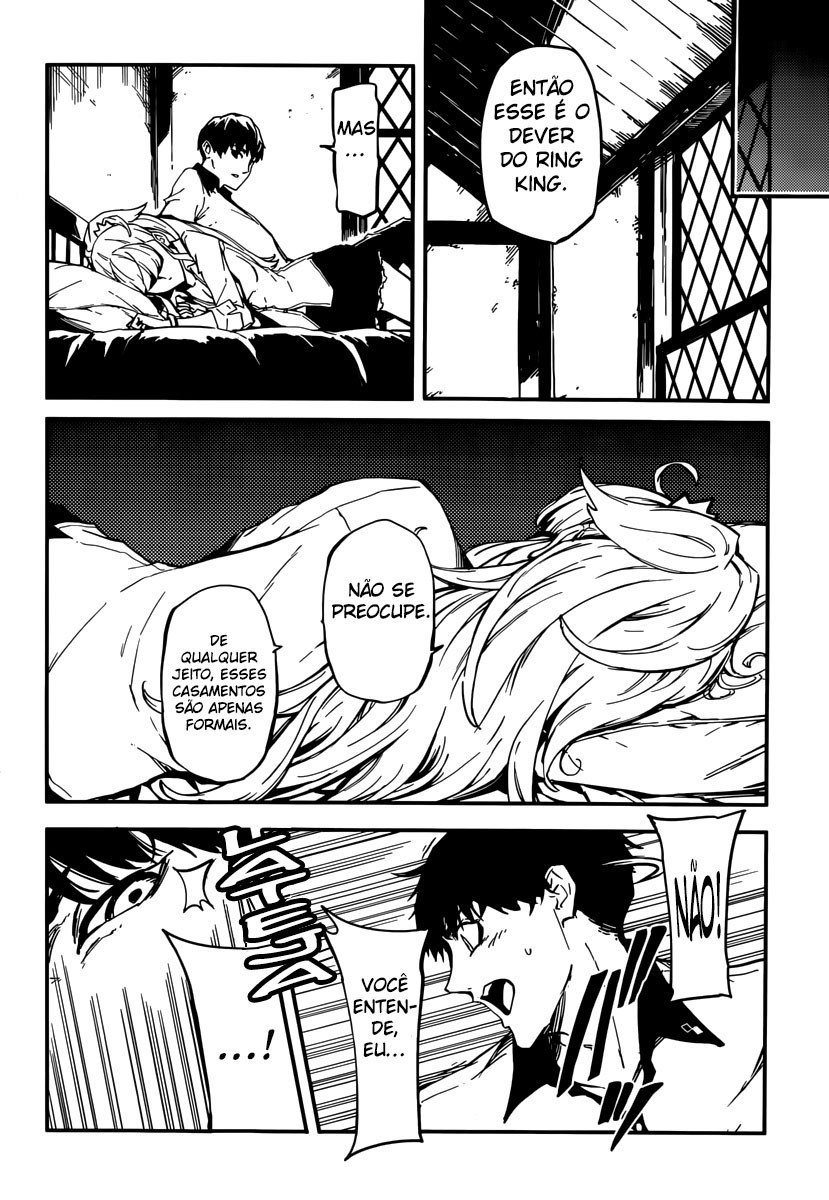 ENTÃO
ESSE É O
DEVER
DO RING
KING.
MAS
...
NÃO SE
PREOCUPE.
DE
QUALQUER
JEITO, ESSES
CASAMENTOS
SÃO APENAS
FORMAIS.
NÃO!
VOCÊ
ENTEN-
DE,
EU...
LATEJA
...!